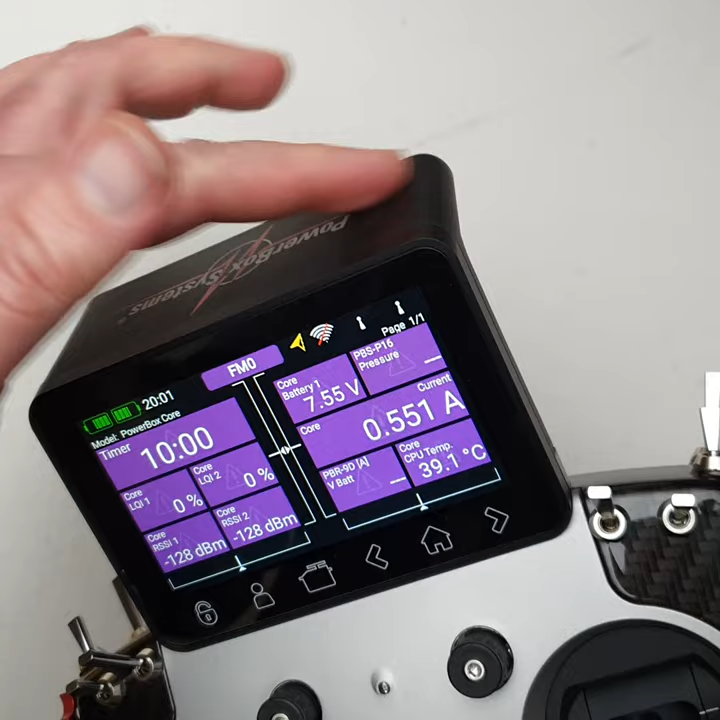 PowerBox Systems
®
FM0
Page 1/1
20:01
Model: PowerBox Core
Timer
10:00
Core
LQI 1
0 %
Core
LQI 2
0 %
Core
RSSI 1
-128 dBm
Core
RSSI 2
-128 dBm
Core
Battery 1
7.55 V
PBS-P16
Pressure
—
Core
Current
0.551 A
PBR-9D [A]
V Batt
—
Core
CPU Temp.
39.1 °C